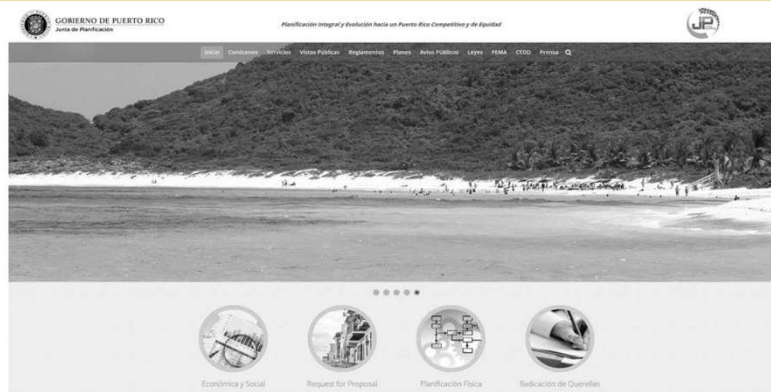 GOBIERNO DE PUERTO RICO
Junta de Planificación
Planificación Integral y Evolución hacia un Puerto Rico Competitivo y de Equidad
JP
Inicio Conócenos Servicios Vistas Públicas Reglamentos Planes Aviso Públicos Leyes FEMA CEDD Prensa
Económica y Social Request for Proposal Planificación Física Radicación de Querellas